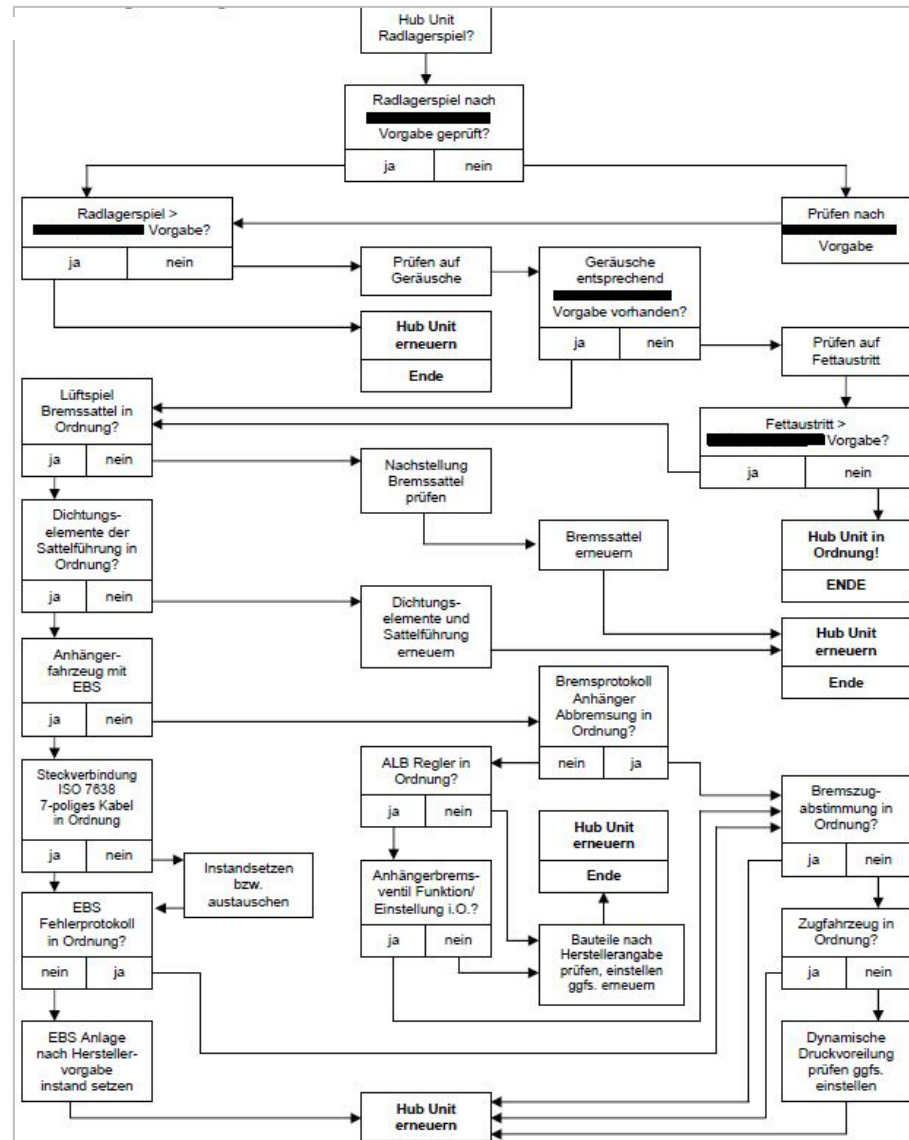 Hub Unit
Radlagerspiel?
Radlagerspiel nach
Vorgabe geprüft?
ja nein
Radlagerspiel >
Vorgabe?
ja nein
Prüfen nach
Vorgabe
Prüfen auf
Geräusche
Geräusche
entsprechend
Vorgabe vorhanden?
ja nein
Hub Unit
erneuern
Ende
Prüfen auf
Fettaustritt
Lüftspiel
Bremssattel in
Ordnung?
ja nein
Fettaustritt >
Vorgabe?
ja nein
Nachstellung
Bremssattel
prüfen
Dichtungs-
elemente der
Sattelführung in
Ordnung?
ja nein
Bremssattel
erneuern
Hub Unit in
Ordnung!
ENDE
Dichtungs-
elemente und
Sattelführung
erneuern
Hub Unit
erneuern
Ende
Anhänger-
fahrzeug mit
EBS
ja nein
Bremsprotokoll
Anhänger
Abbremsung in
Ordnung?
nein ja
Steckverbindung
ISO 7638
7-poliges Kabel
in Ordnung
ja nein
ALB Regler in
Ordnung?
ja nein
Bremszug-
abstimmung in
Ordnung?
ja nein
Hub Unit
erneuern
Ende
Instandsetzen
bzw.
austauschen
Anhängerbrems-
ventil Funktion/
Einstellung i.O.?
ja nein
EBS
Fehlerprotokoll
in Ordnung?
nein ja
Bauteile nach
Herstellerangabe
prüfen, einstellen
ggfs. erneuern
Zugfahrzeug in
Ordnung?
ja nein
EBS Anlage
nach Hersteller-
vorgabe
instand setzen
Dynamische
Druckvoreilung
prüfen ggfs.
einstellen
Hub Unit
erneuern